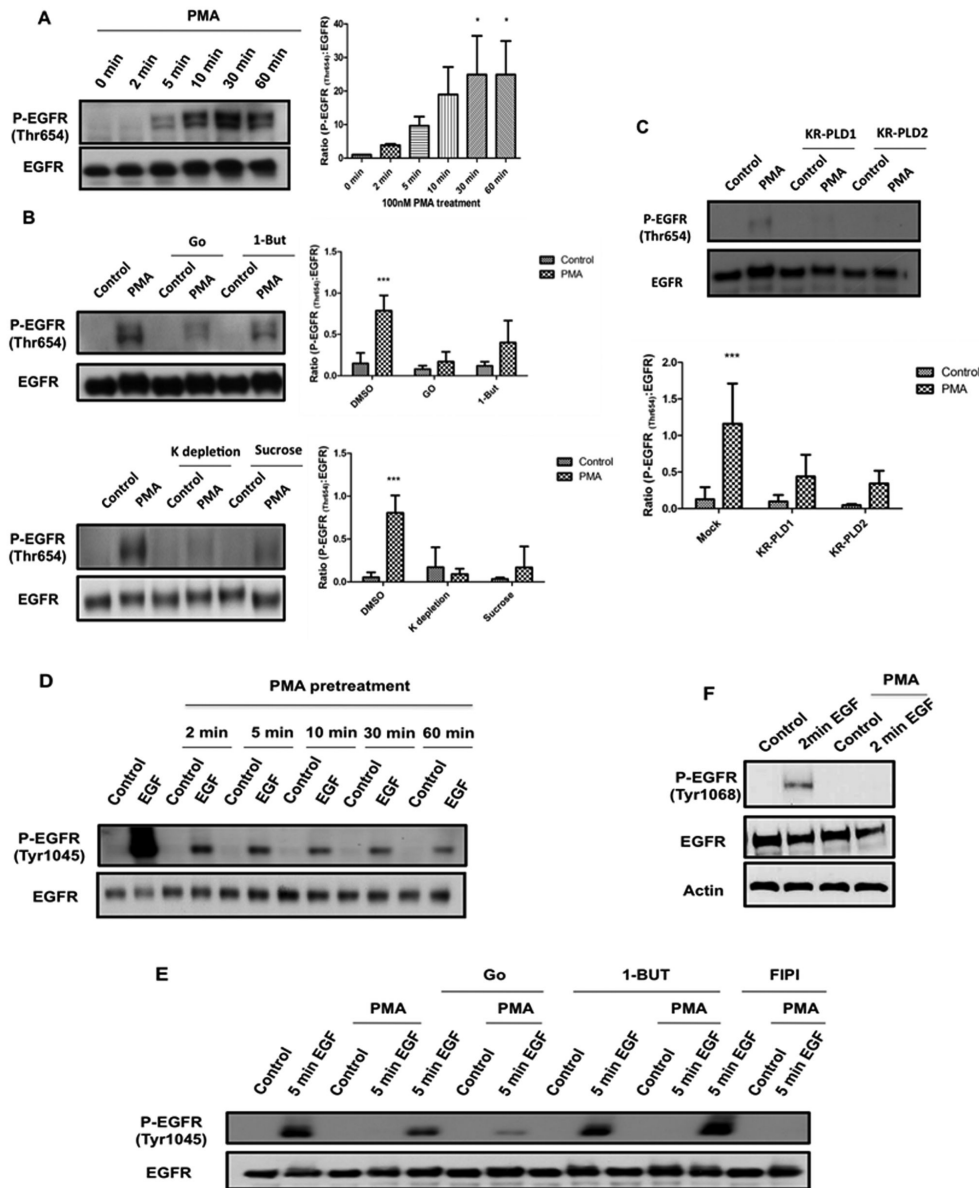 A
PMA
0 min 2 min 5 min 10 min 30 min 60 min
P-EGFR
(Thr654)
EGFR
Ratio (P-EGFR (Thr654):EGFR)
40
30
20
10
0
* *
0 min 2 min 5 min 10 min 30 min 60 min
100nM PMA treatment
B
Go 1-But
Control PMA Control PMA Control PMA
P-EGFR
(Thr654)
EGFR
Ratio (P-EGFR (Thr654):EGFR)
1.5
1.0
0.5
0.0
***
Control
PMA
DMSO GO 1-But
K depletion Sucrose
Control PMA Control PMA Control PMA
P-EGFR
(Thr654)
EGFR
Ratio (P-EGFR (Thr654):EGFR)
1.5
1.0
0.5
0.0
***
Control
PMA
DMSO K depletion Sucrose
C
KR-PLD1 KR-PLD2
Control PMA Control PMA Control PMA
P-EGFR
(Thr654)
EGFR
Ratio (P-EGFR (Thr654):EGFR)
2.0
1.5
1.0
0.5
0.0
***
Control
PMA
Mock KR-PLD1 KR-PLD2
D
PMA pretreatment
2 min 5 min 10 min 30 min 60 min
Control EGF Control EGF Control EGF Control EGF Control EGF Control EGF
P-EGFR
(Tyr1045)
EGFR
F
PMA
Control 2min EGF Control 2 min EGF
P-EGFR
(Tyr1068)
EGFR
Actin
E
Go 1-BUT FIPI
PMA PMA PMA PMA
Control 5 min EGF Control 5 min EGF 5 min EGF Control 5 min EGF Control 5 min EGF Control 5 min EGF 5 min EGF Control 5 min EGF
P-EGFR
(Tyr1045)
EGFR